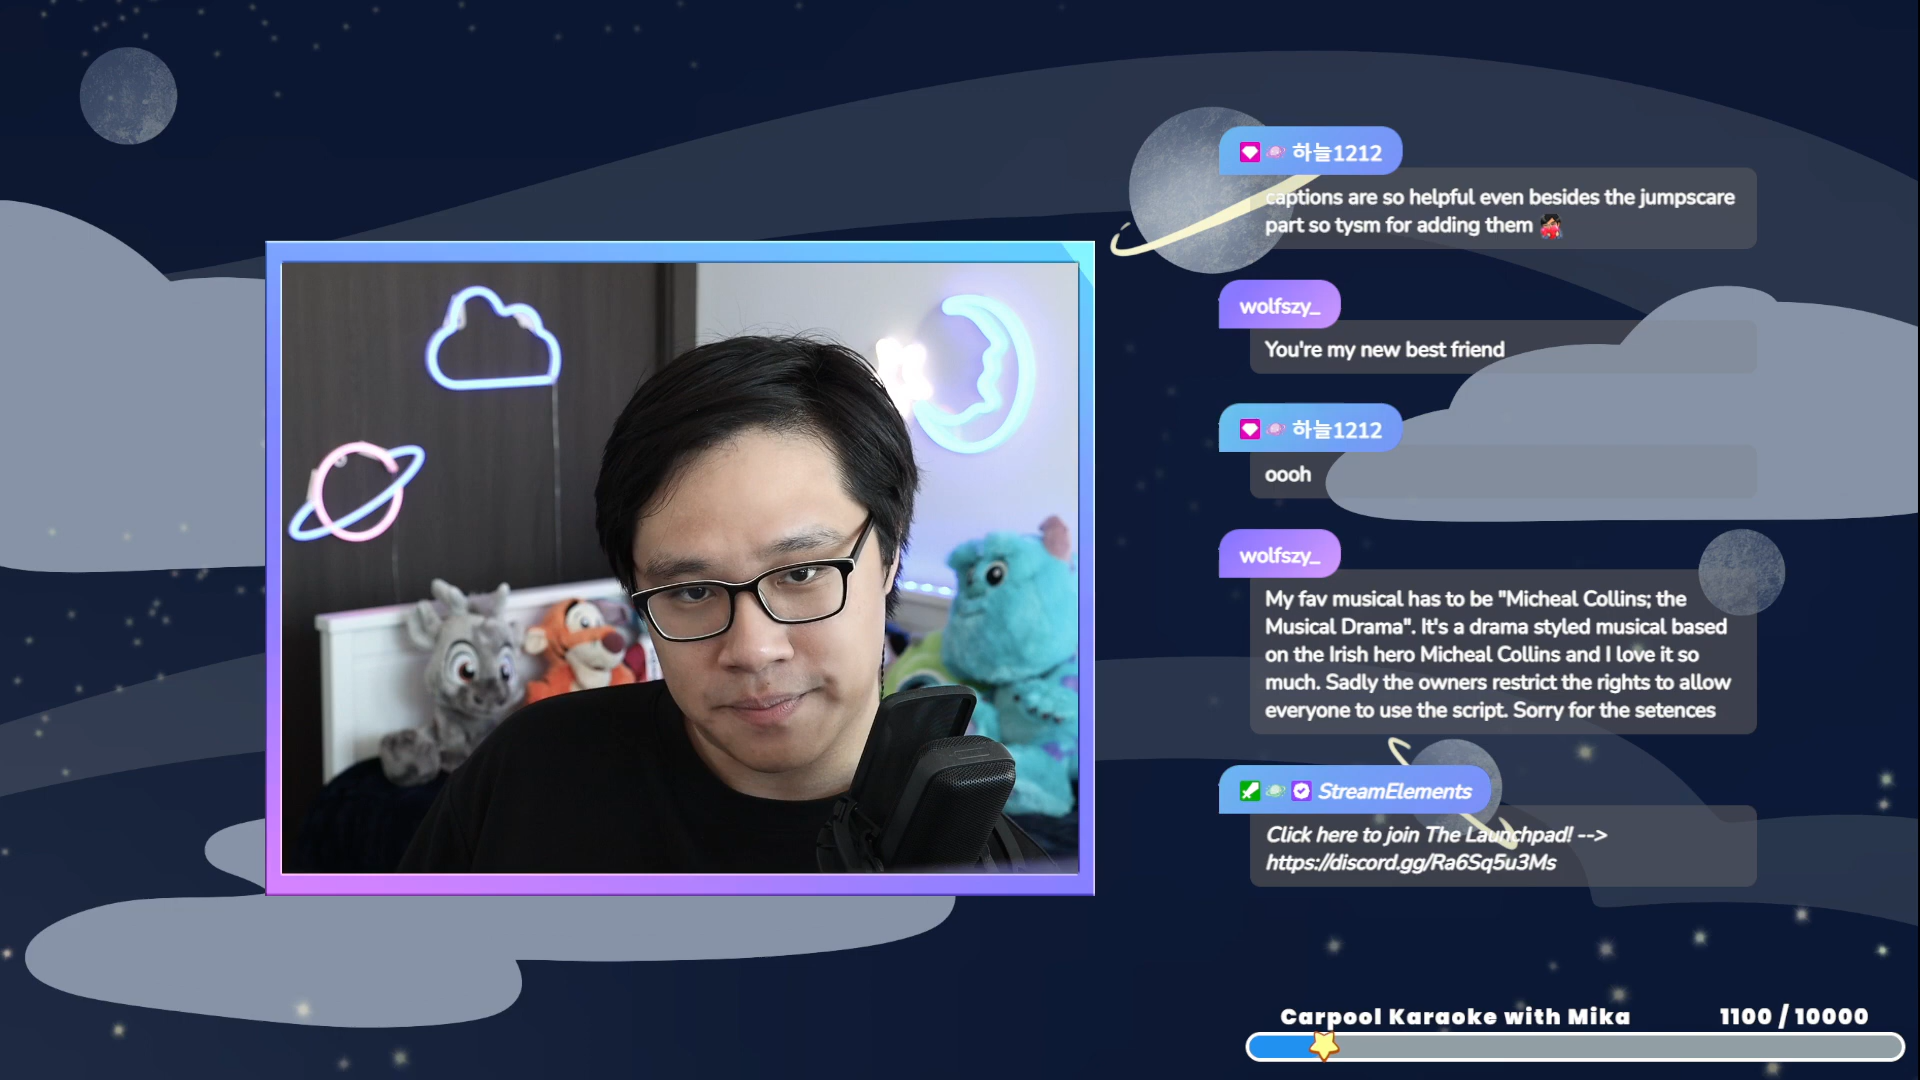 하늘1212
captions are so helpful even besides the jumpscare
part so tysm for adding them
wolfszy_
You're my new best friend
하늘1212
oooh
wolfszy_
My fav musical has to be "Micheal Collins; the
Musical Drama". It's a drama styled musical based
on the Irish hero Micheal Collins and I love it so
much. Sadly the owners restrict the rights to allow
everyone to use the script. Sorry for the setences
StreamElements
Click here to join The Launchpad! -->
https://discord.gg/Ra6Sq5u3Ms
Carpool Karaoke with Mika 1100 / 10000